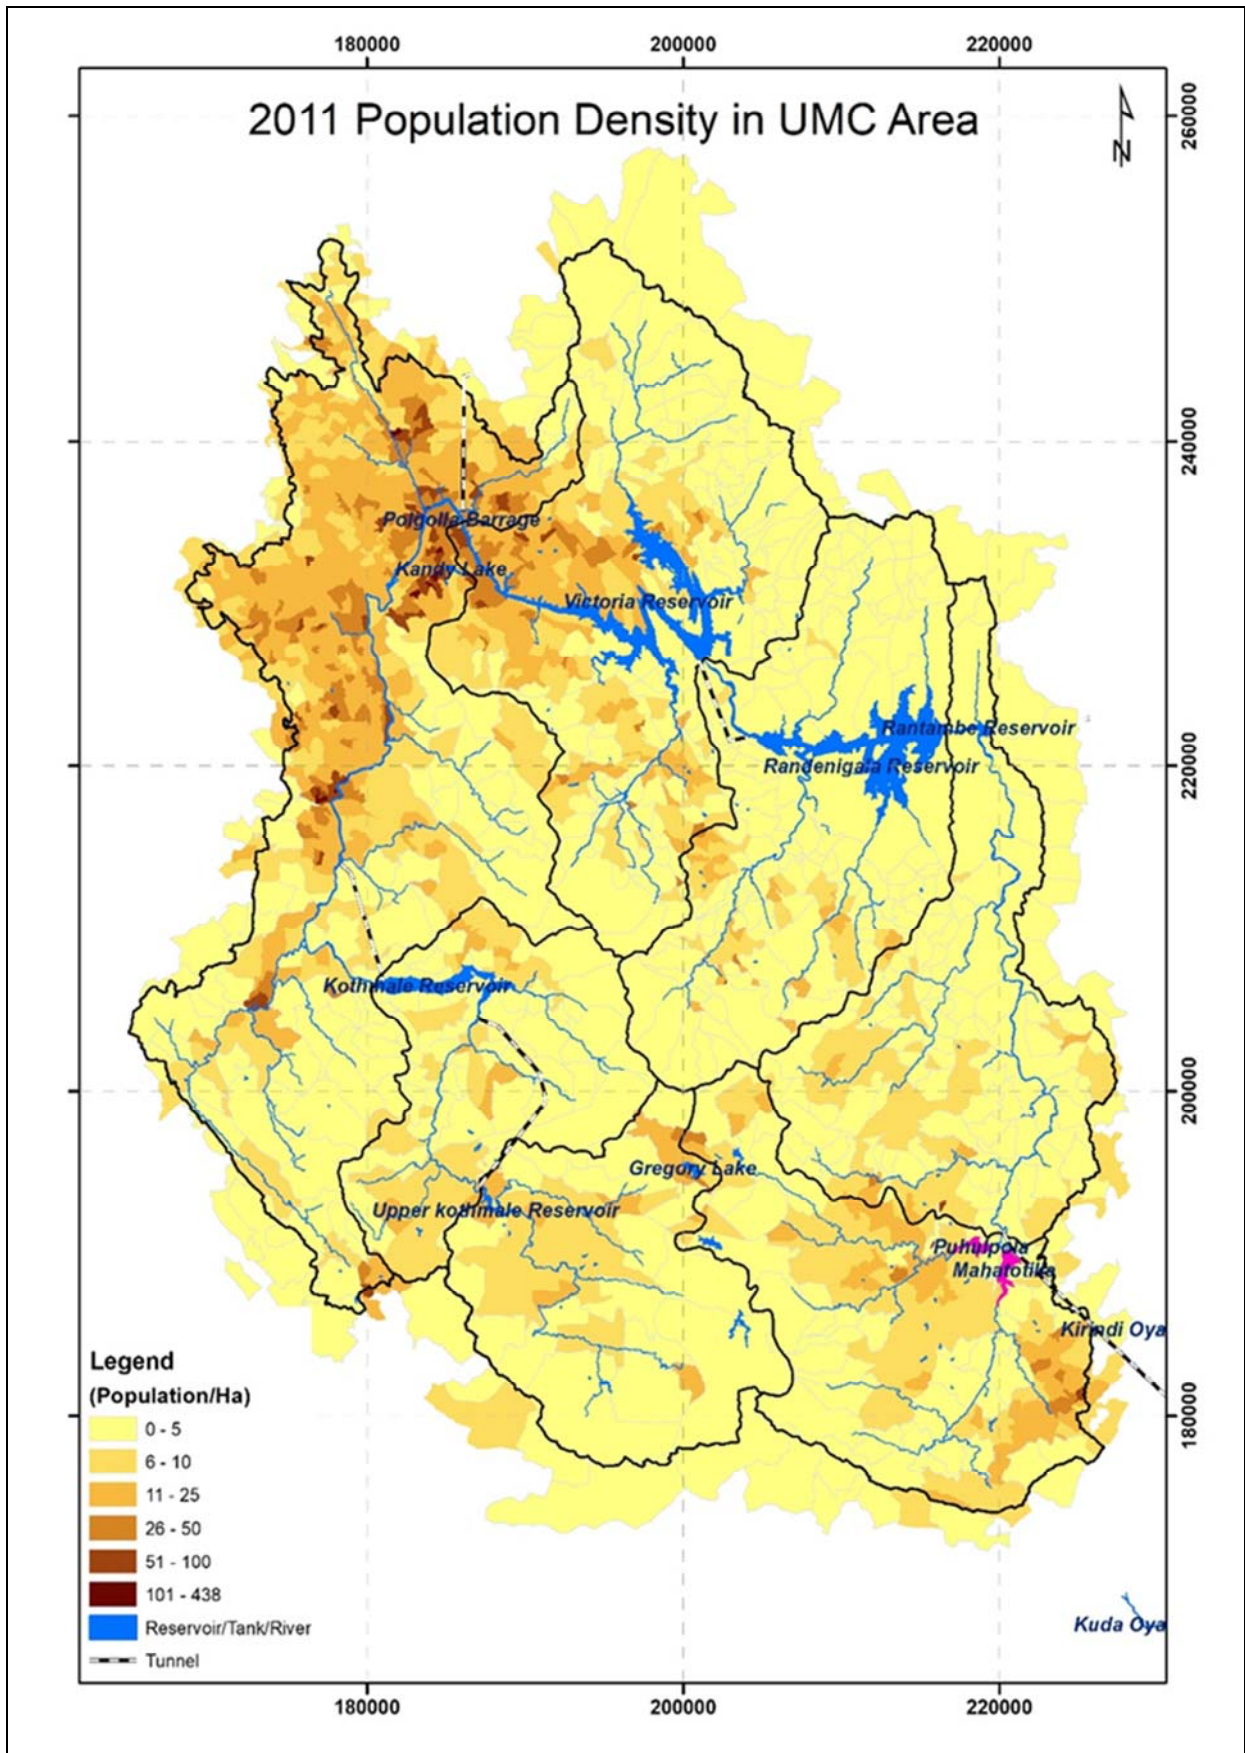 180000 200000 220000
2011 Population Density in UMC Area
N
260000
240000
Polgolla Barrage
Kandy Lake
Victoria Reservoir
Rantambe Reservoir
220000
Randenigala Reservoir
Kothmale Reservoir
200000
Gregory Lake
Upper kothmale Reservoir
Puhulpola
Mahatotila
Kirindi Oya
180000
Legend
(Population/Ha)
0 - 5
6 - 10
11 - 25
26 - 50
51 - 100
101 - 438
Reservoir/Tank/River
Tunnel
Kuda Oya
180000 200000 220000